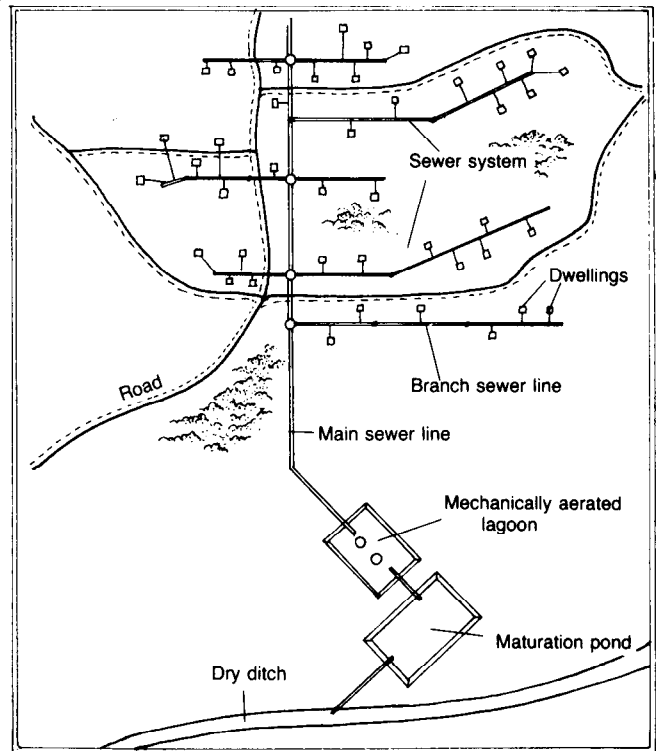 Sewer system
Dwellings
Branch sewer line
Road
Main sewer line
Mechanically aerated
lagoon
Maturation pond
Dry ditch